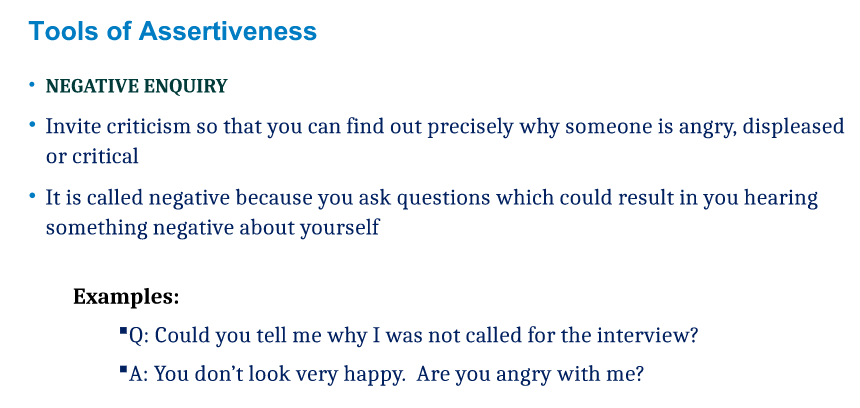 Tools of Assertiveness
• NEGATIVE ENQUIRY
• Invite criticism so that you can find out precisely why someone is angry, displeased
or critical
• It is called negative because you ask questions which could result in you hearing
something negative about yourself
Examples:
▪Q: Could you tell me why I was not called for the interview?
▪A: You don’t look very happy.  Are you angry with me?